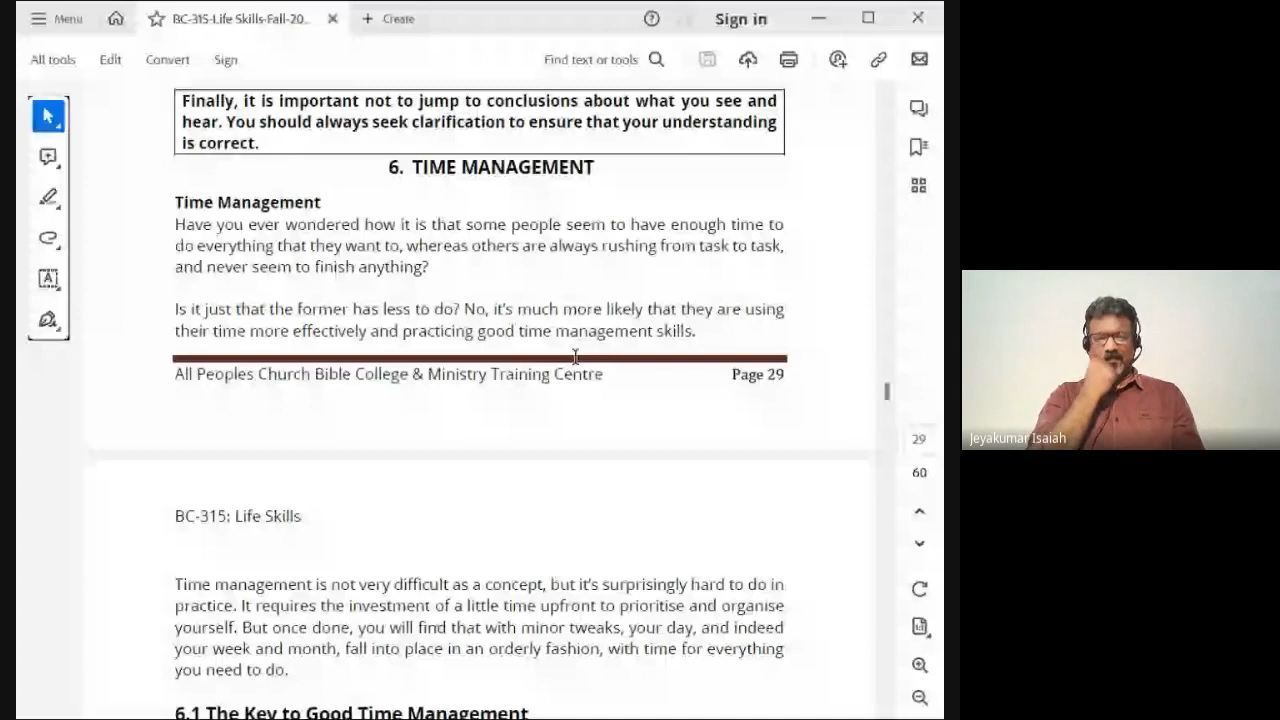 Menu
BC-315-Life Skills-Fall-20...
Create
Sign in
All tools
Edit
Convert
Sign
Find text or tools
Finally, it is important not to jump to conclusions about what you see and
hear. You should always seek clarification to ensure that your understanding
is correct.
6. TIME MANAGEMENT
Time Management
Have you ever wondered how it is that some people seem to have enough time to
do everything that they want to, whereas others are always rushing from task to task,
and never seem to finish anything?
Is it just that the former has less to do? No, it's much more likely that they are using
their time more effectively and practicing good time management skills.
All Peoples Church Bible College & Ministry Training Centre
Page 29
29
60
BC-315: Life Skills
Time management is not very difficult as a concept, but it's surprisingly hard to do in
practice. It requires the investment of a little time upfront to prioritise and organise
yourself. But once done, you will find that with minor tweaks, your day, and indeed
your week and month, fall into place in an orderly fashion, with time for everything
you need to do.
6.1 The Key to Good Time Management
Jeyakumar Isaiah